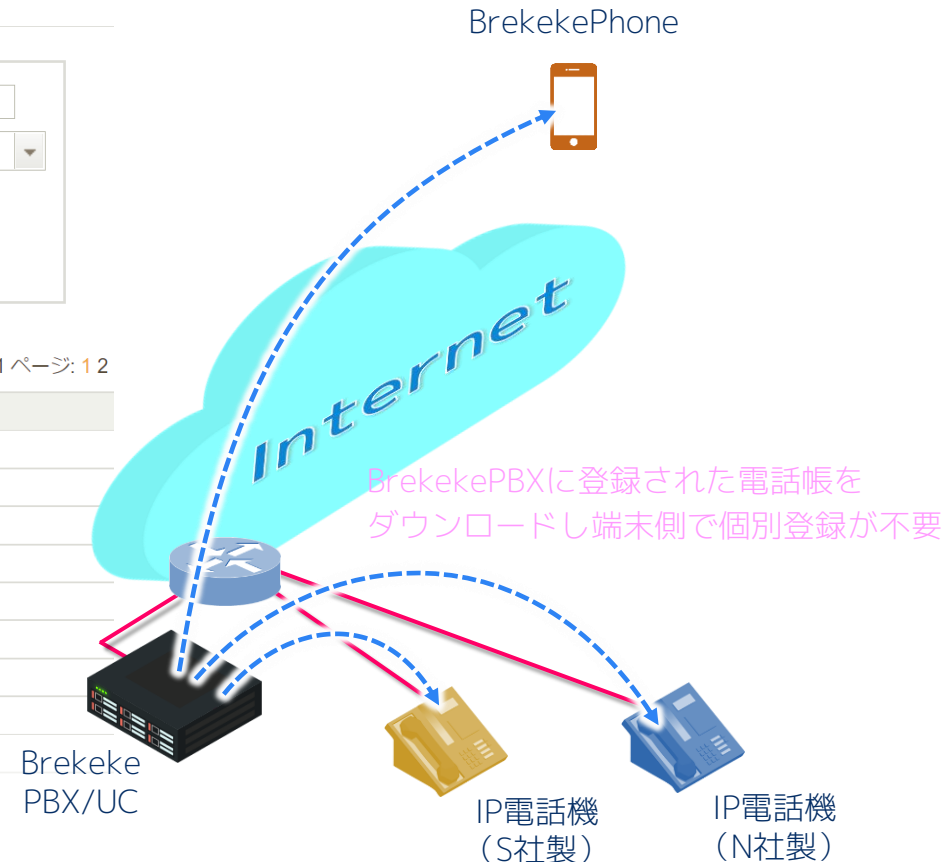 BrekekePhone
ページ: 1 2
Internet
BrekekePBXに登録された電話帳を
ダウンロードし端末側で個別登録が不要
Brekeke
PBX/UC
IP電話機
（S社製）
IP電話機
（N社製）